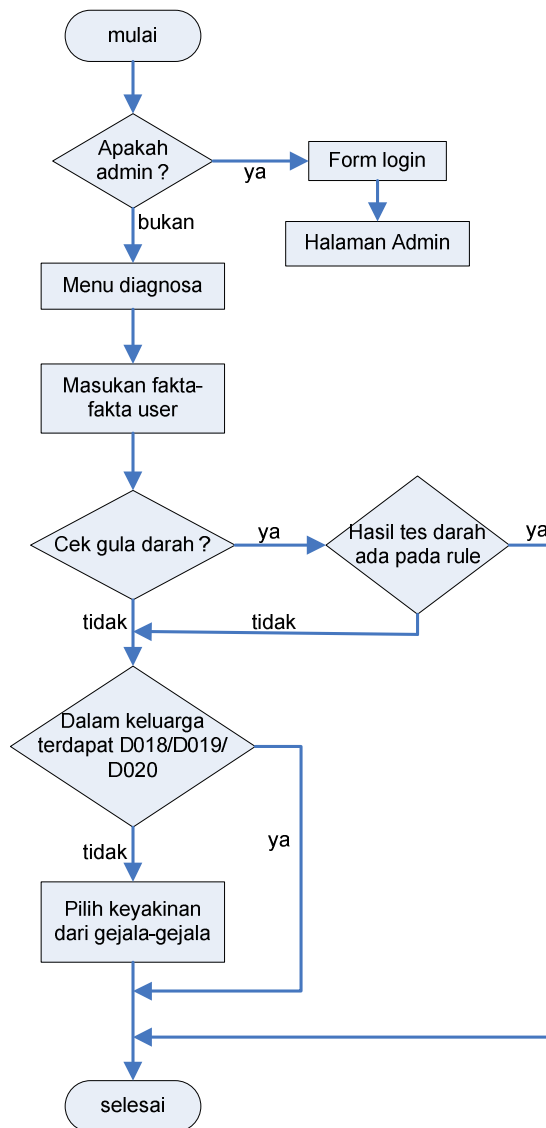 mulai
Apakah
admin ?
ya
Form login
bukan
Halaman Admin
Menu diagnosa
Masukan fakta-
fakta user
Cek gula darah ?
ya
Hasil tes darah
ada pada rule
ya
tidak
tidak
Dalam keluarga
terdapat D018/D019/
D020
ya
tidak
Pilih keyakinan
dari gejala-gejala
selesai